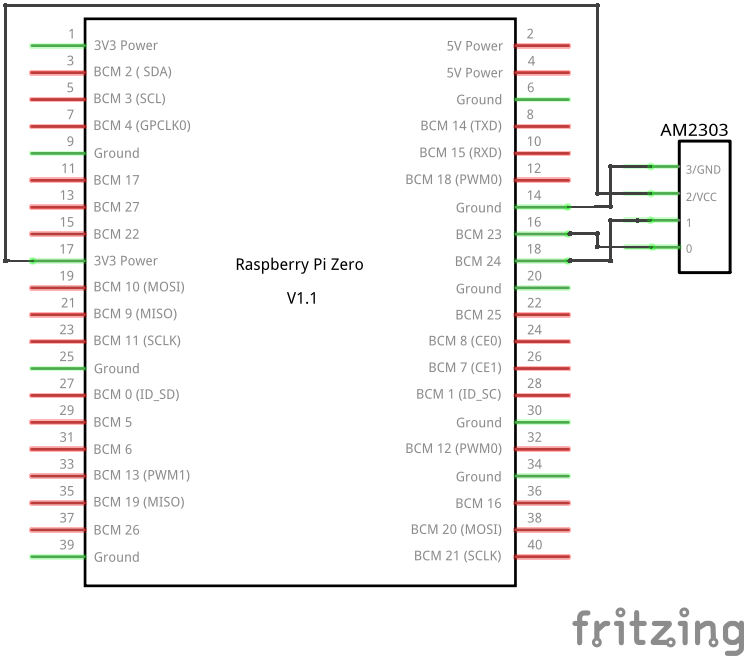 1 2
3V3 Power 5V Power
3 4
BCM 2 ( SDA) 5V Power
5 6
BCM 3 (SCL) Ground
7 8
BCM 4 (GPCLK0) BCM 14 (TXD)
9 10
Ground BCM 15 (RXD)
11 12
BCM 17 BCM 18 (PWM0)
13 14
BCM 27 Ground
15 16
BCM 22 BCM 23
17 18
3V3 Power BCM 24
19 20
BCM 10 (MOSI) Ground
21 22
BCM 9 (MISO) BCM 25
23 24
BCM 11 (SCLK) BCM 8 (CE0)
25 26
Ground BCM 7 (CE1)
27 28
BCM 0 (ID_SD) BCM 1 (ID_SC)
29 30
BCM 5 Ground
31 32
BCM 6 BCM 12 (PWM0)
33 34
BCM 13 (PWM1) Ground
35 36
BCM 19 (MISO) BCM 16
37 38
BCM 26 BCM 20 (MOSI)
39 40
Ground BCM 21 (SCLK)
Raspberry Pi Zero
V1.1
AM2303
3/GND
2/VCC
1
0
fritzing